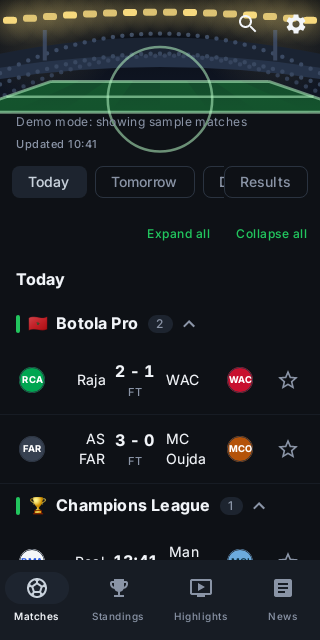 Demo mode: showing sample matches
Updated 10:41
Today
Tomorrow
Results
Expand all
Collapse all
Today
Botola Pro
2
RCA
Raja
2 - 1
FT
WAC
WAC
FAR
AS FAR
3 - 0
FT
MC Oujda
MCO
Champions League
1
Man
Matches
Standings
Highlights
News